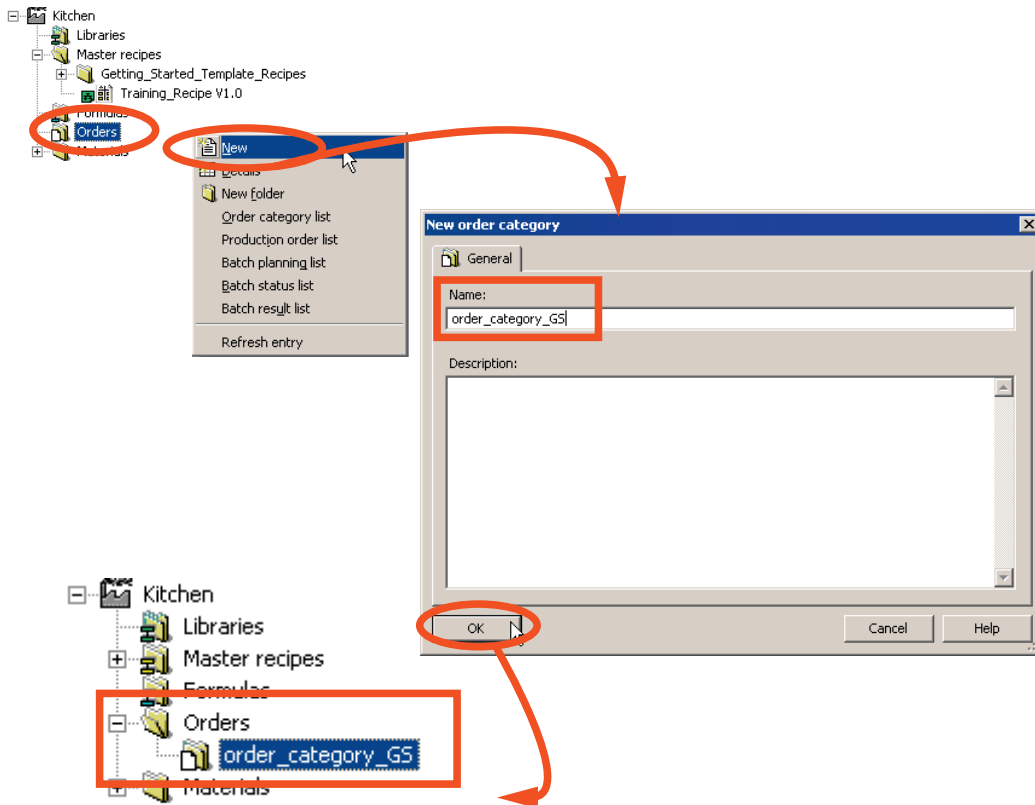 Kitchen
Libraries
Master recipes
Getting_Started_Template_Recipes
Training_Recipe V1.0
Formulas
Orders
Materials
New
Details
New folder
Order category list
Production order list
Batch planning list
Batch status list
Batch result list
Refresh entry
New order category
General
Name:
order_category_GS
Description:
OK
Cancel
Help
Kitchen
Libraries
Master recipes
Formulas
Orders
order_category_GS
Materials